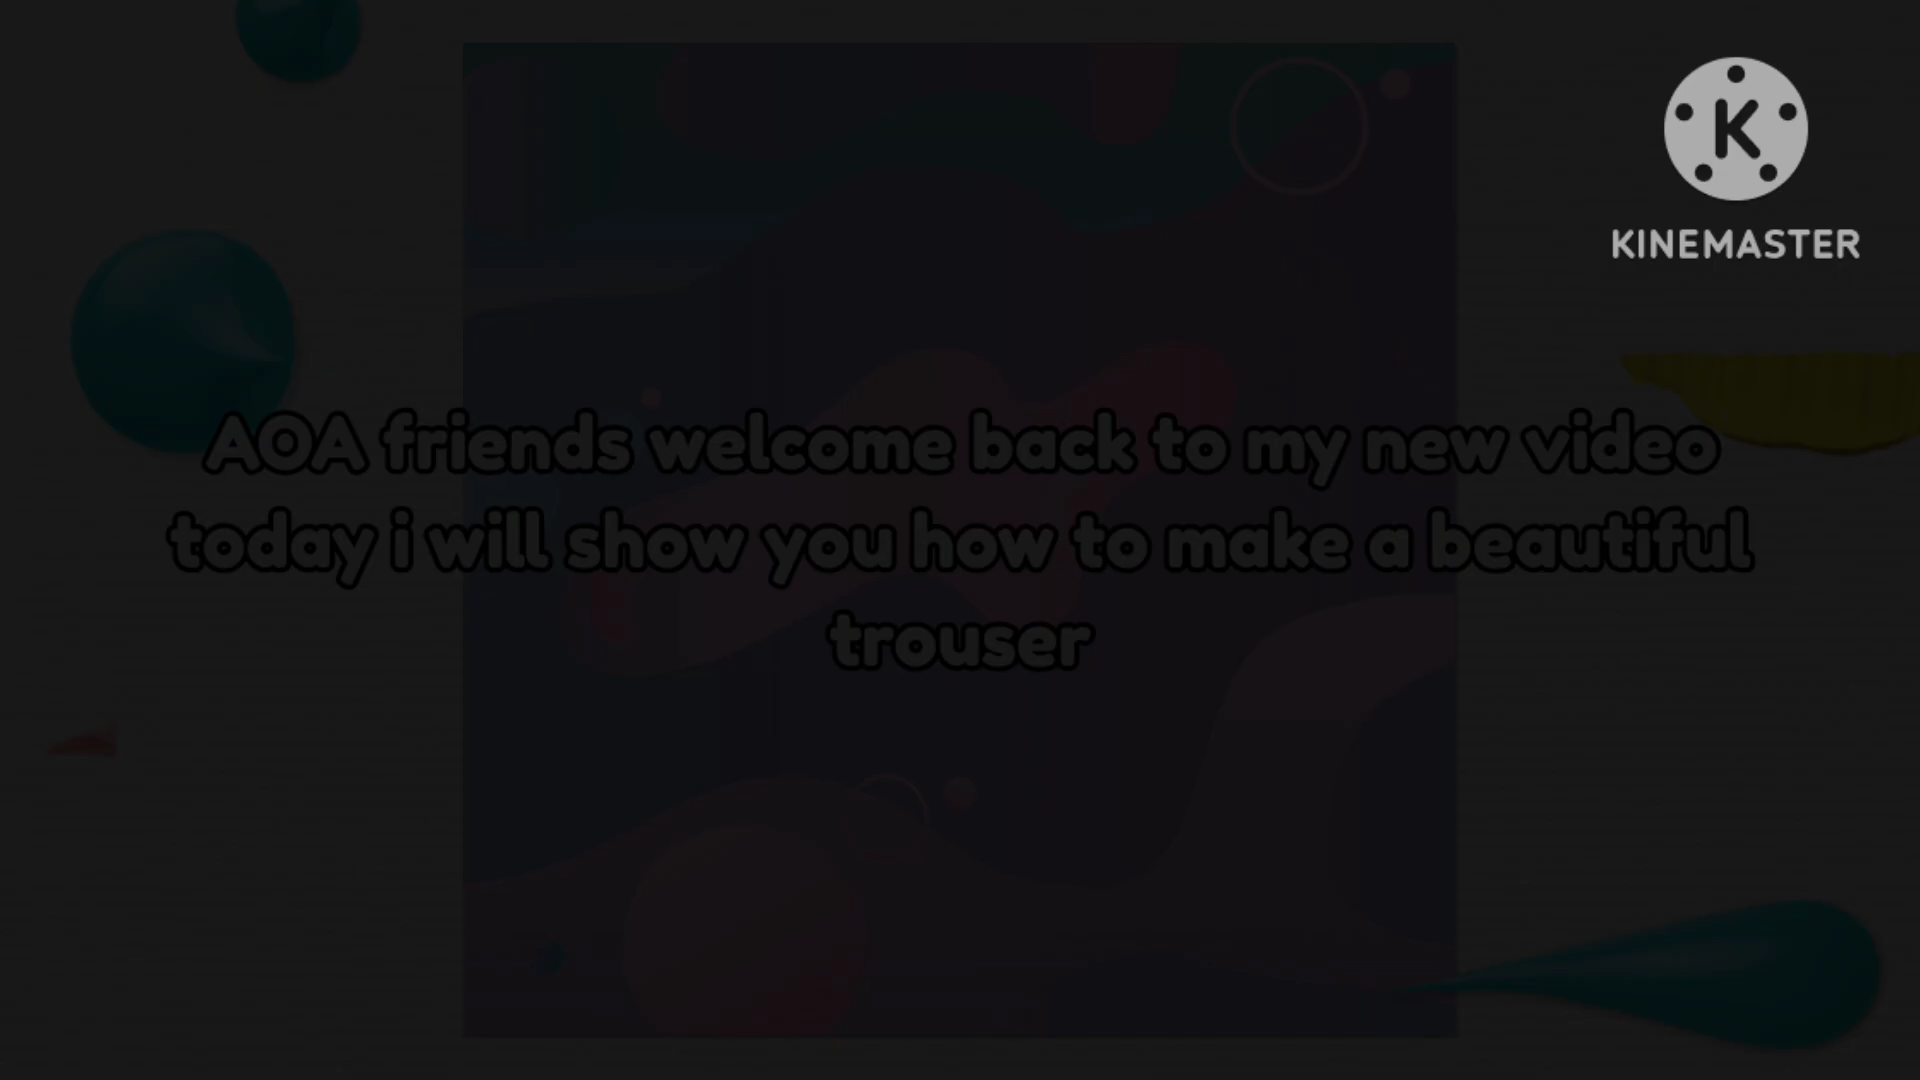 K
KINEMASTER
AOA friends welcome back to my new video
today i will show you how to make a beautiful
trouser